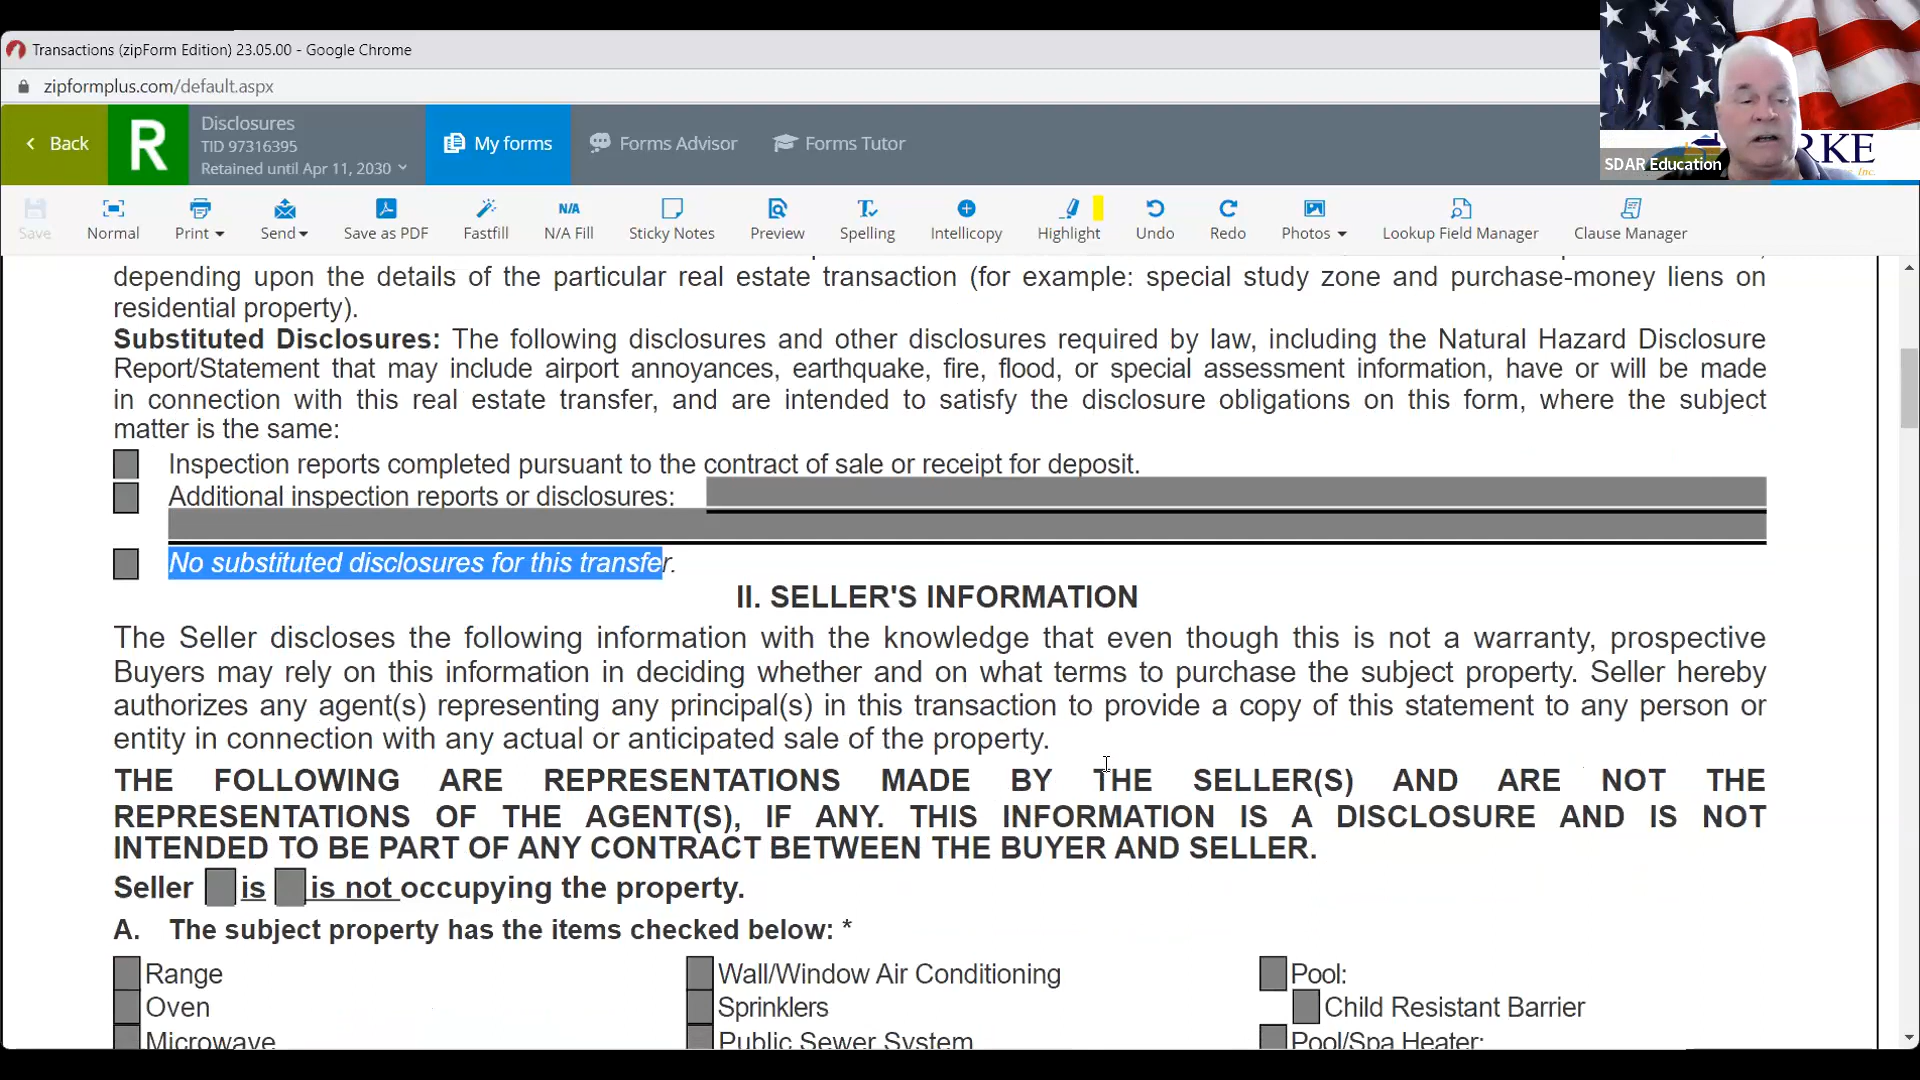 Transactions (zipForm Edition) 23.05.00 - Google Chrome
zipformplus.com/default.aspx
Back
R
Disclosures
TID 97316395
Retained until Apr 11, 2030
My forms
Forms Advisor
Forms Tutor
SDAR Education
RKE
Inc.
Save
Normal
Print
Send
Save as PDF
Fastfill
N/A
N/A Fill
Sticky Notes
Preview
Spelling
Intellicopy
Highlight
Undo
Redo
Photos
Lookup Field Manager
Clause Manager
depending upon the details of the particular real estate transaction (for example: special study zone and purchase-money liens on
residential property).
Substituted Disclosures: The following disclosures and other disclosures required by law, including the Natural Hazard Disclosure
Report/Statement that may include airport annoyances, earthquake, fire, flood, or special assessment information, have or will be made
in connection with this real estate transfer, and are intended to satisfy the disclosure obligations on this form, where the subject
matter is the same:
Inspection reports completed pursuant to the contract of sale or receipt for deposit.
Additional inspection reports or disclosures:
No substituted disclosures for this transfer.
II. SELLER'S INFORMATION
The Seller discloses the following information with the knowledge that even though this is not a warranty, prospective
Buyers may rely on this information in deciding whether and on what terms to purchase the subject property. Seller hereby
authorizes any agent(s) representing any principal(s) in this transaction to provide a copy of this statement to any person or
entity in connection with any actual or anticipated sale of the property.
THE FOLLOWING ARE REPRESENTATIONS MADE BY THE SELLER(S) AND ARE NOT THE
REPRESENTATIONS OF THE AGENT(S), IF ANY. THIS INFORMATION IS A DISCLOSURE AND IS NOT
INTENDED TO BE PART OF ANY CONTRACT BETWEEN THE BUYER AND SELLER.
Seller is is not occupying the property.
A. The subject property has the items checked below: *
Range
Wall/Window Air Conditioning
Pool:
Oven
Sprinklers
Child Resistant Barrier
Microwave
Public Sewer System
Pool/Spa Heater: